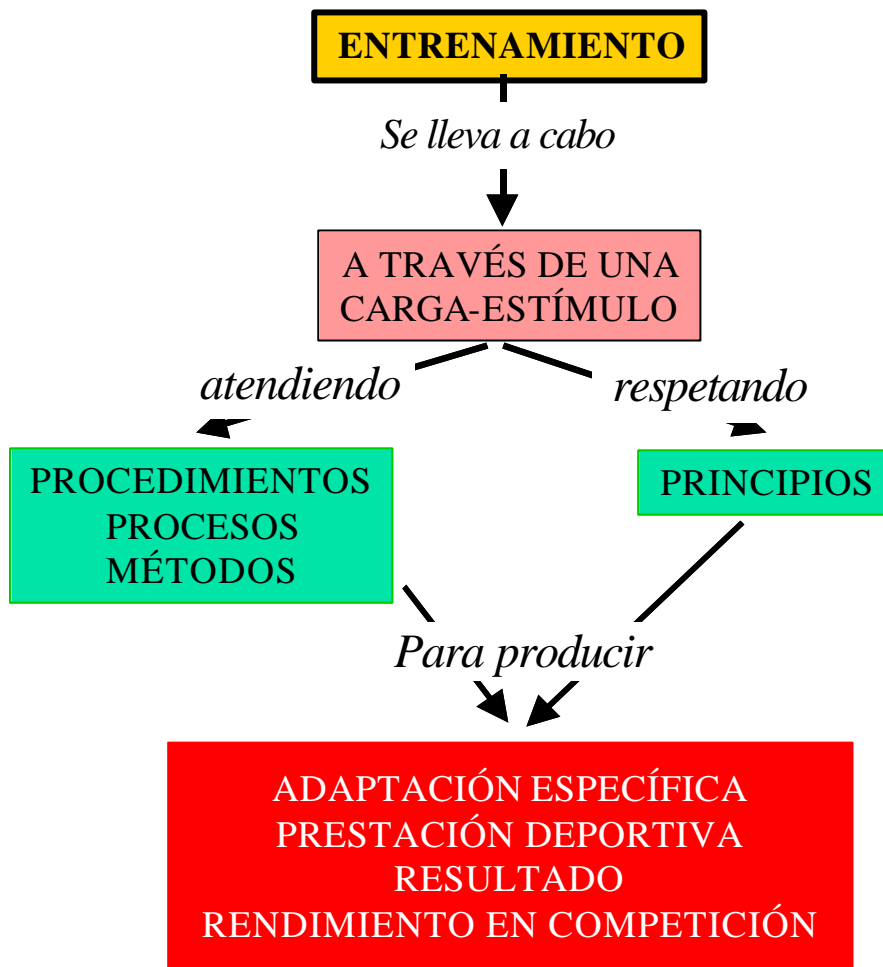 ENTRENAMIENTO
Se lleva a cabo
A TRAVÉS DE UNA
CARGA-ESTÍMULO
atendiendo
respetando
PROCEDIMIENTOS
PROCESOS
MÉTODOS
PRINCIPIOS
Para producir
ADAPTACIÓN ESPECÍFICA
PRESTACIÓN DEPORTIVA
RESULTADO
RENDIMIENTO EN COMPETICIÓN